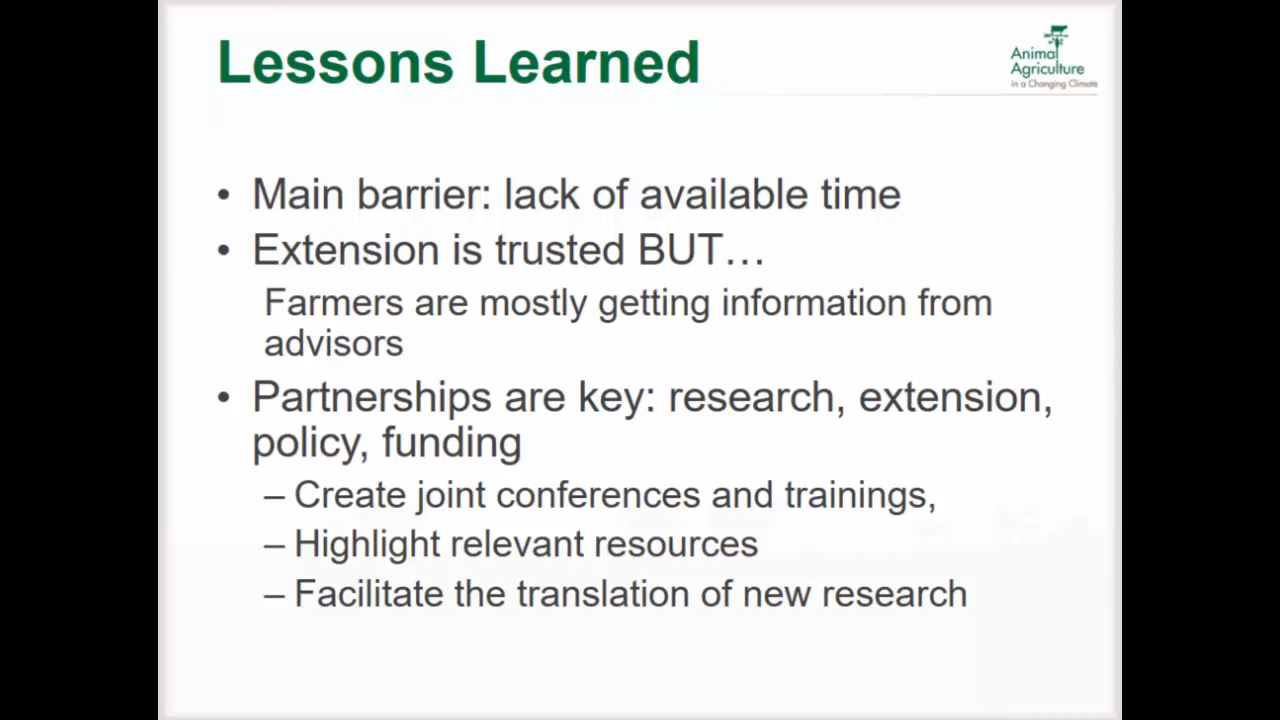 Lessons Learned
Animal
Agriculture
in a Changing Climate
• Main barrier: lack of available time
• Extension is trusted BUT…
Farmers are mostly getting information from
advisors
• Partnerships are key: research, extension,
policy, funding
– Create joint conferences and trainings,
– Highlight relevant resources
– Facilitate the translation of new research